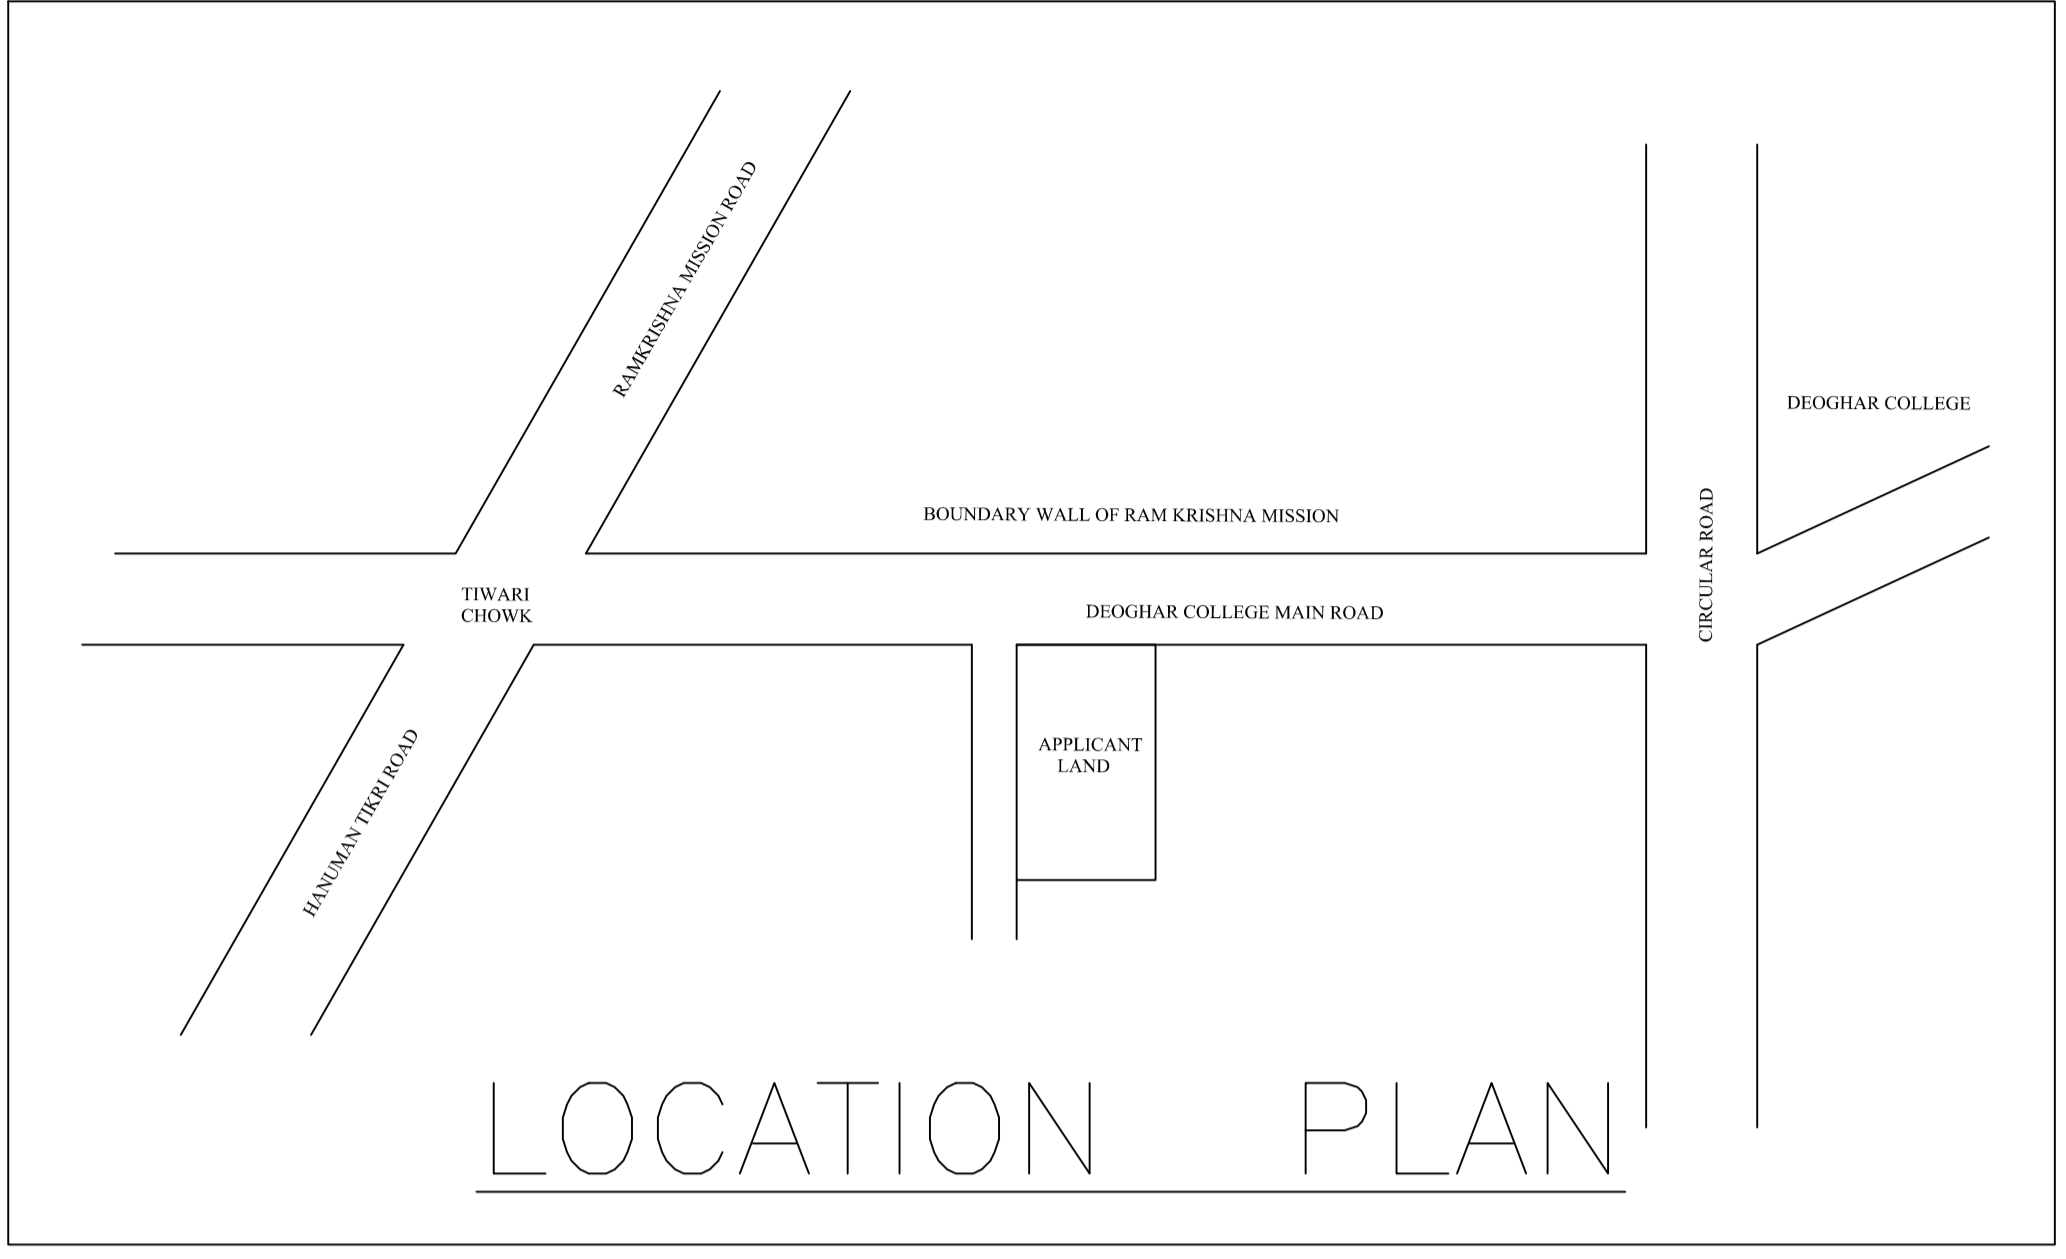 RAMKRISHNA MISSION ROAD
DEOGHAR COLLEGE
BOUNDARY WALL OF RAM KRISHNA MISSION
CIRCULAR ROAD
TIWARI
CHOWK
DEOGHAR COLLEGE MAIN ROAD
APPLICANT
LAND
HANUMAN TIKRI ROAD
LOCATION PLAN